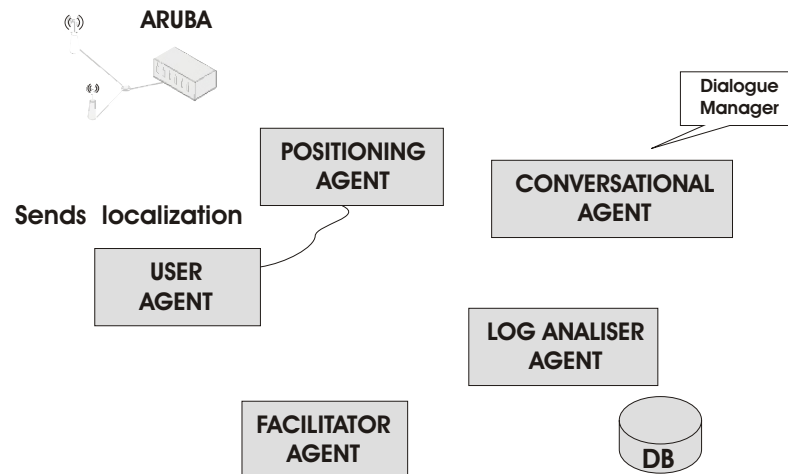 ARUBA
Dialogue
Manager
POSITIONING
AGENT
CONVERSATIONAL
AGENT
Sends localization
USER
AGENT
LOG ANALISER
AGENT
FACILITATOR
AGENT
DB